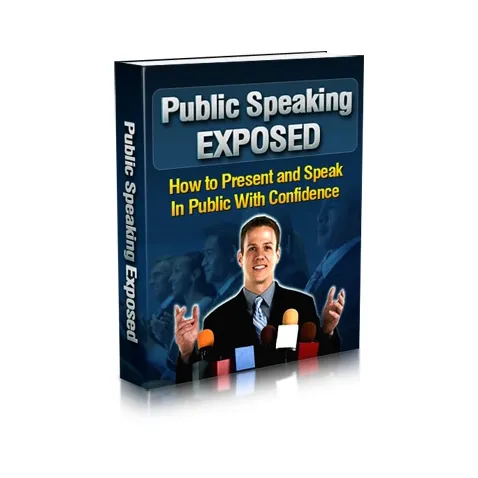 Public Speaking
EXPOSED
How to Present and Speak
In Public With Confidence
Public Speaking Exposed